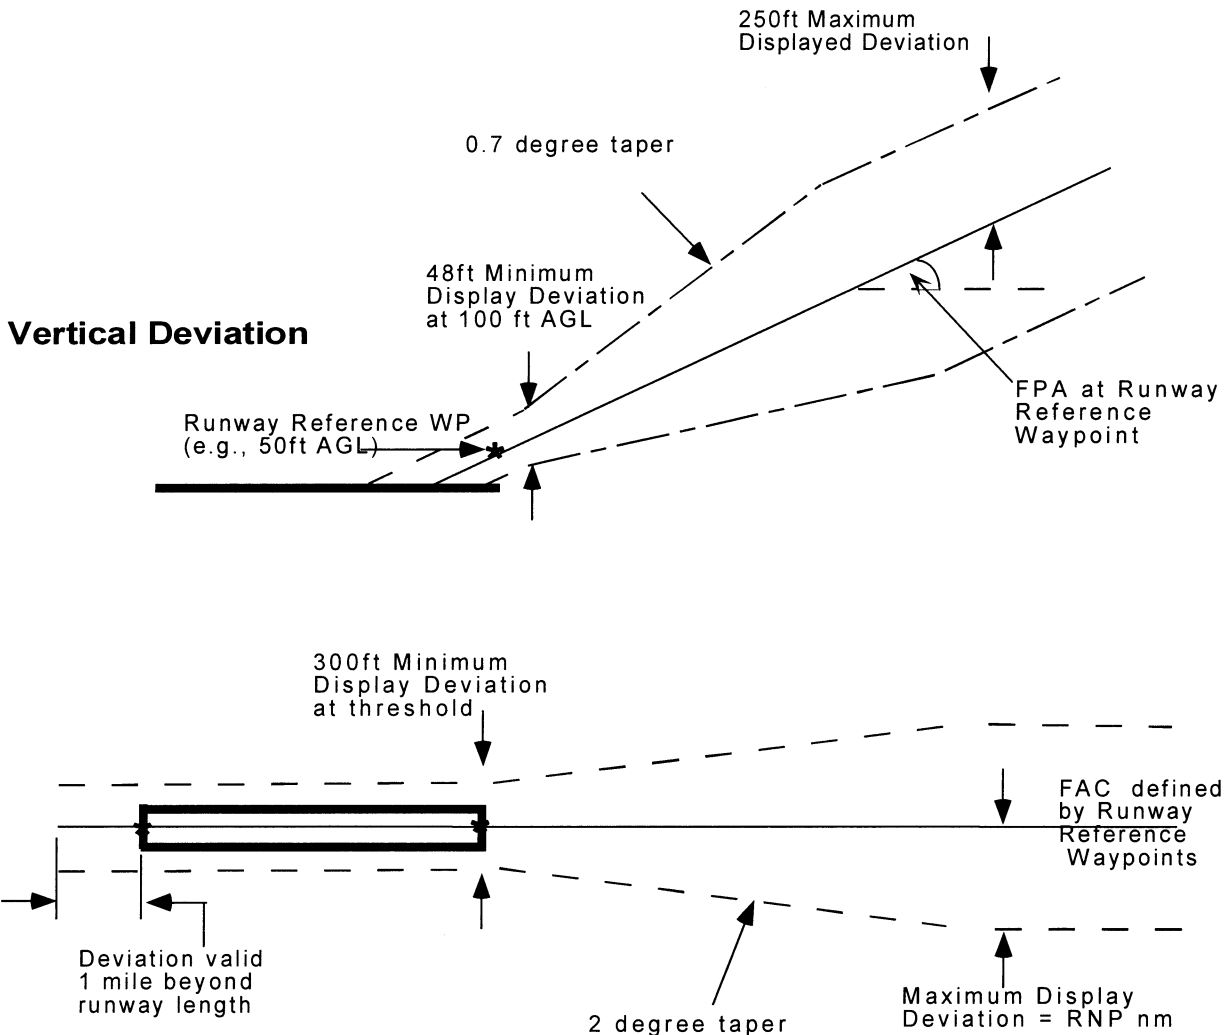 250ft Maximum
Displayed Deviation
0.7 degree taper
48ft Minimum
Display Deviation
at 100 ft AGL
Vertical Deviation
FPA at Runway
Reference
Waypoint
Runway Reference WP
(e.g., 50ft AGL)
300ft Minimum
Display Deviation
at threshold
FAC defined
by Runway
Reference
Waypoints
Deviation valid
1 mile beyond
runway length
Maximum Display
Deviation = RNP nm
2 degree taper